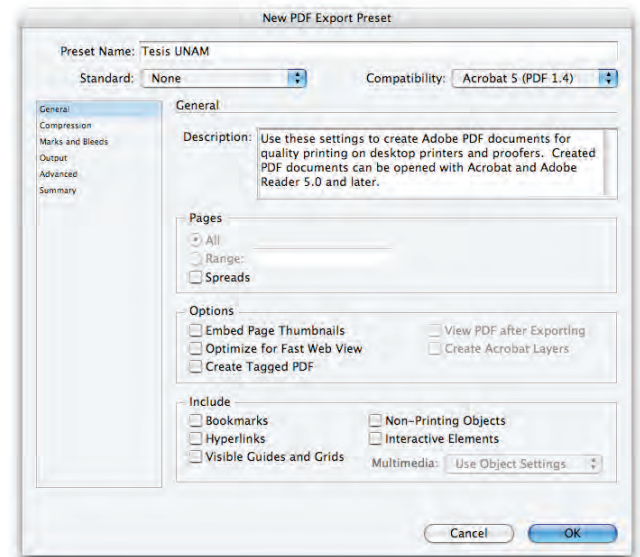 New PDF Export Preset
Preset Name: Tesis UNAM
Standard: None Compatibility: Acrobat 5 (PDF 1.4)
General
Compression
Marks and Bleeds
Output
Advanced
Summary
General
Description: Use these settings to create Adobe PDF documents for
quality printing on desktop printers and proofers. Created
PDF documents can be opened with Acrobat and Adobe
Reader 5.0 and later.
Pages
All
Range:
Spreads
Options
Embed Page Thumbnails View PDF after Exporting
Optimize for Fast Web View Create Acrobat Layers
Create Tagged PDF
Include
Bookmarks Non-Printing Objects
Hyperlinks Interactive Elements
Visible Guides and Grids Multimedia: Use Object Settings
Cancel OK